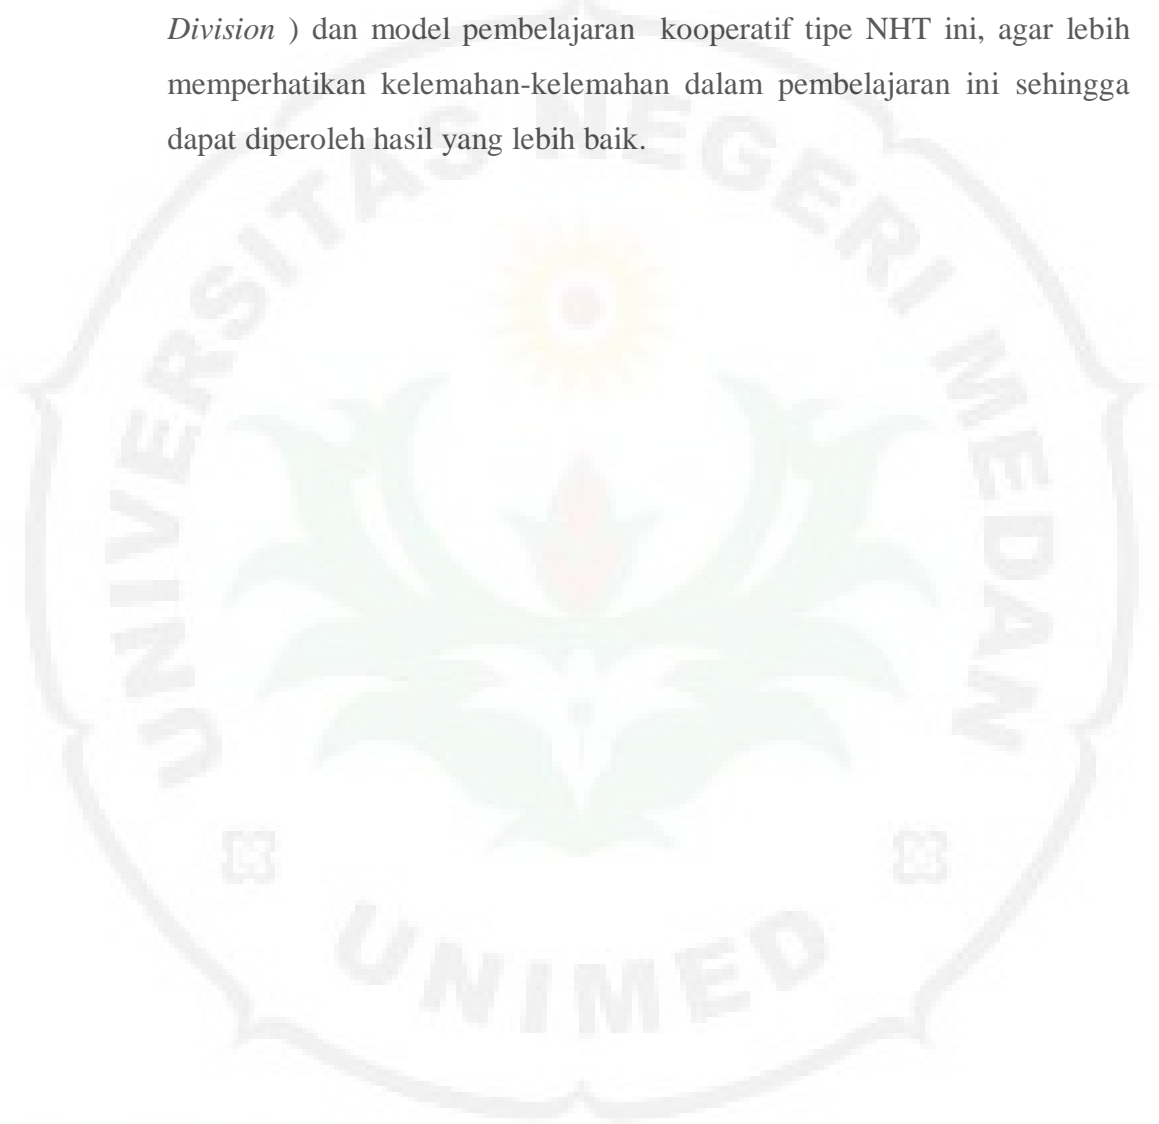 Division ) dan model pembelajaran kooperatif tipe NHT ini, agar lebih
memperhatikan kelemahan-kelemahan dalam pembelajaran ini sehingga
dapat diperoleh hasil yang lebih baik.
UNIVERSITAS NEGERI MEDAN
UNIMED